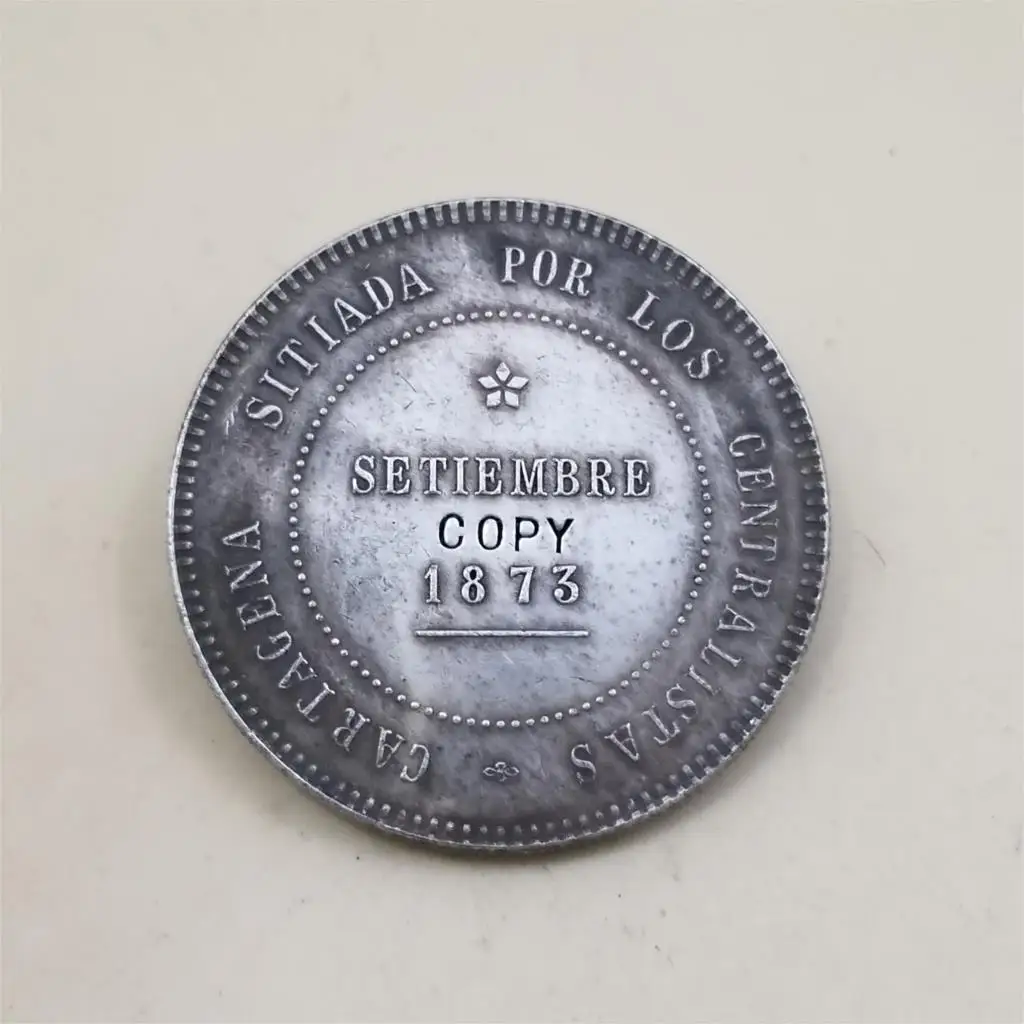 CARTAGENA SITIADA POR LOS CENTRALISTAS
SETIEMBRE
COPY
1873